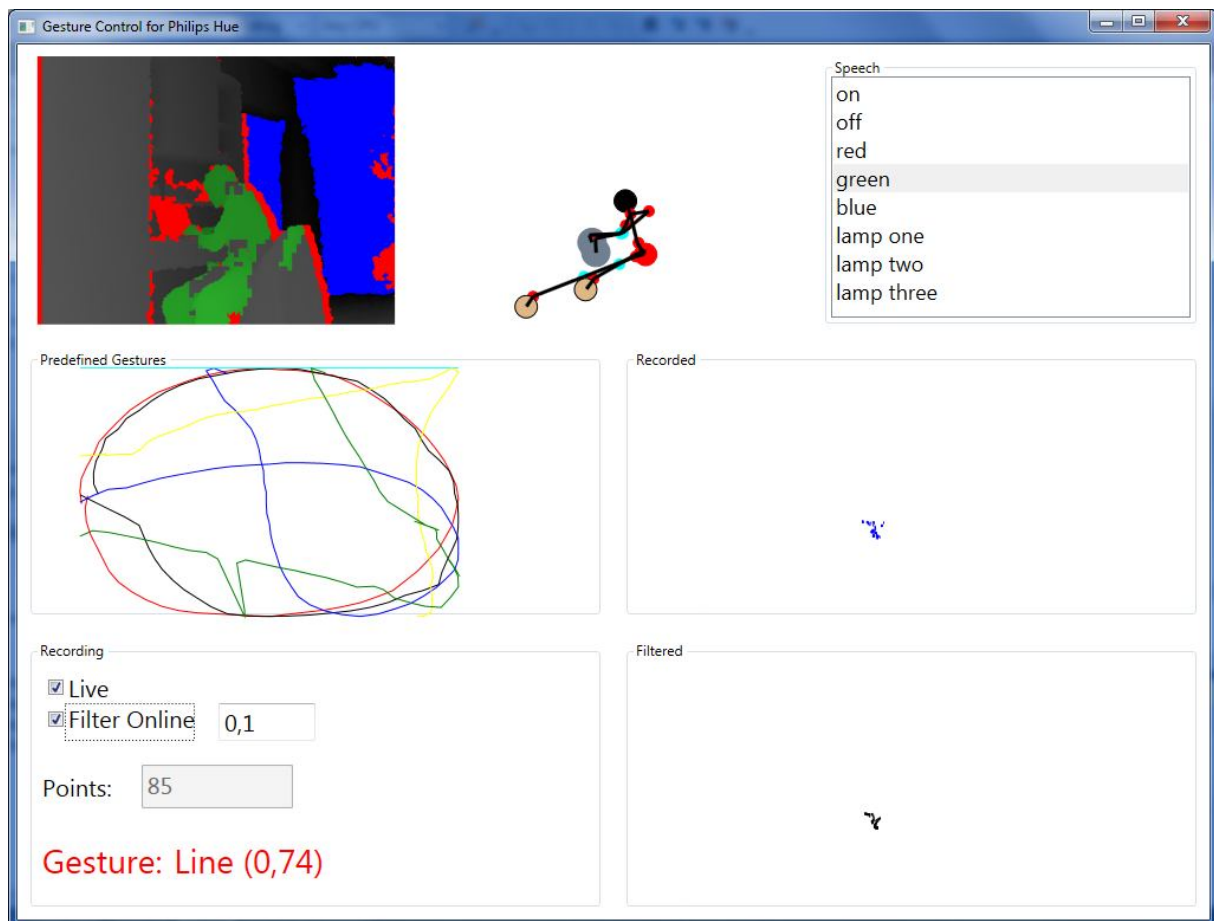 Gesture Control for Philips Hue
Speech
on
off
red
green
blue
lamp one
lamp two
lamp three
Predefined Gestures
Recorded
Recording
Live
Filter Online
0,1
Points:
85
Gesture: Line (0,74)
Filtered